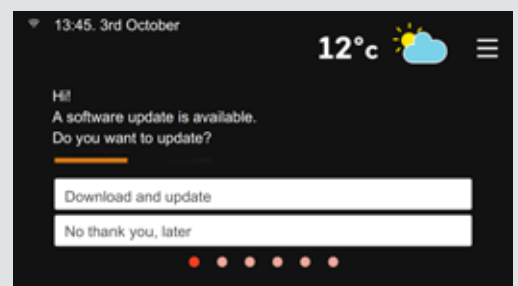 13:45. 3rd October
12°c
Hi!
A software update is available.
Do you want to update?
Download and update
No thank you, later